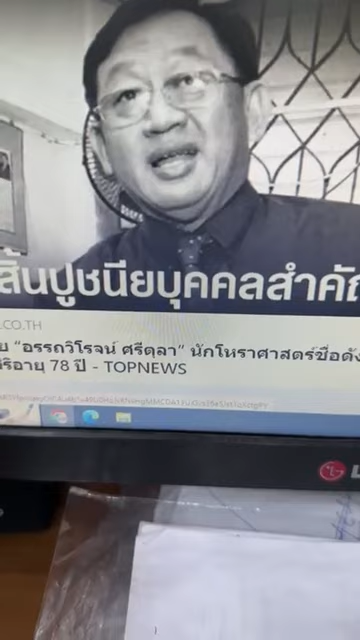 สิ้นปูชนียบุคคลสำคัญ
.CO.TH
ย “อรรถวิโรจน์ ศรีตุลา” นักโหราศาสตร์ชื่อดัง
สิริอายุ 78 ปี - TOPNEWS
LG